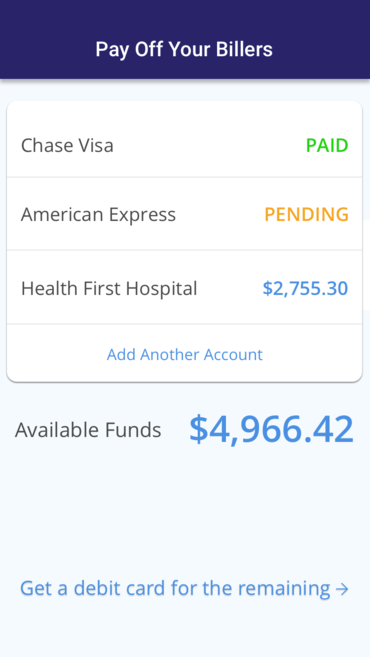 Pay Off Your Billers
Chase Visa PAID
American Express PENDING
Health First Hospital $2,755.30
Add Another Account
Available Funds $4,966.42
Get a debit card for the remaining →